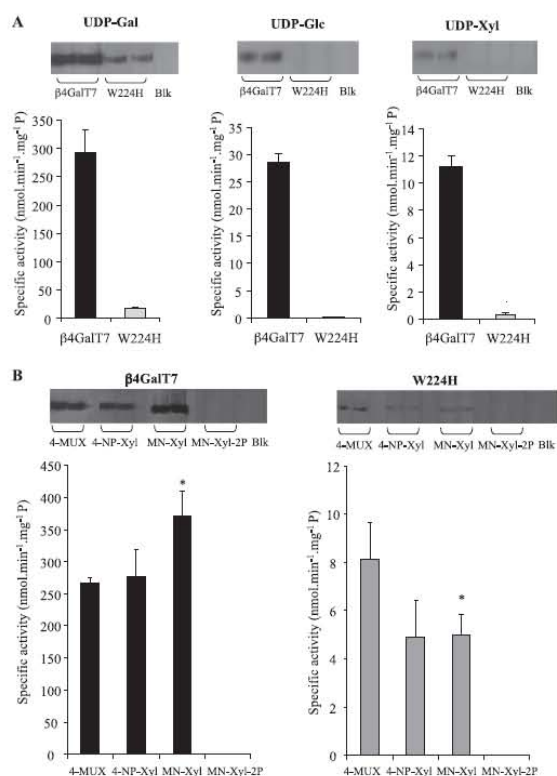 A
UDP-Gal UDP-Glc UDP-Xyl
β4GalT7 W224H Blk β4GalT7 W224H Blk β4GalT7 W224H Blk
Specific activity (nmol.min⁻¹.mg⁻¹ P)
350
300
250
200
150
100
50
0
β4GalT7 W224H
Specific activity (nmol.min⁻¹.mg⁻¹ P)
35
30
25
20
15
10
5
0
β4GalT7 W224H
Specific activity (nmol.min⁻¹.mg⁻¹ P)
14
12
10
8
6
4
2
0
β4GalT7 W224H
B
β4GalT7
4-MUX 4-NP-Xyl MN-Xyl MN-Xyl-2P Blk
Specific activity (nmol.min⁻¹.mg⁻¹ P)
450
400
350
300
250
200
150
100
50
0
*
4-MUX 4-NP-Xyl MN-Xyl MN-Xyl-2P
W224H
4-MUX 4-NP-Xyl MN-Xyl MN-Xyl-2P Blk
Specific activity (nmol.min⁻¹.mg⁻¹ P)
12
10
8
6
4
2
0
*
4-MUX 4-NP-Xyl MN-Xyl MN-Xyl-2P